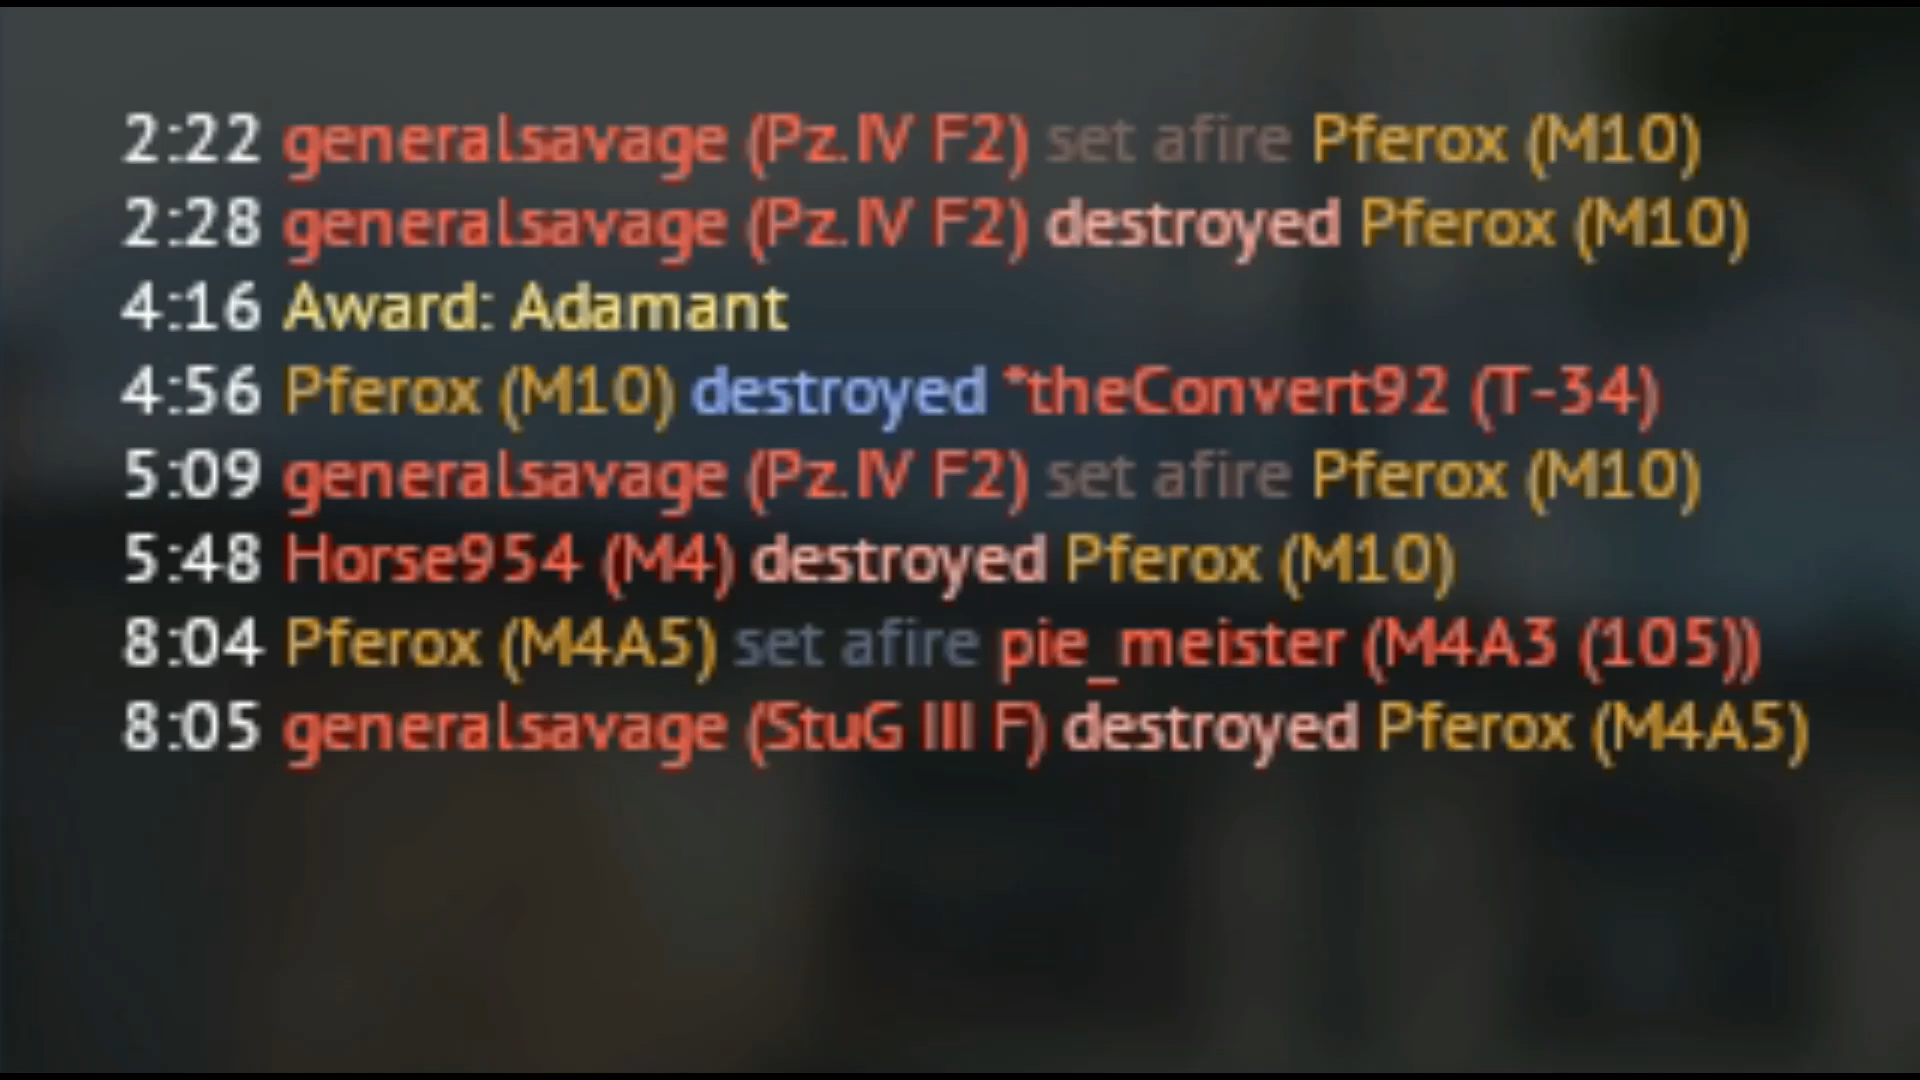 2:22 generalsavage (Pz.IV F2) set afire Pferox (M10)
2:28 generalsavage (Pz.IV F2) destroyed Pferox (M10)
4:16 Award: Adamant
4:56 Pferox (M10) destroyed *theConvert92 (T-34)
5:09 generalsavage (Pz.IV F2) set afire Pferox (M10)
5:48 Horse954 (M4) destroyed Pferox (M10)
8:04 Pferox (M4A5) set afire pie_meister (M4A3 (105))
8:05 generalsavage (StuG III F) destroyed Pferox (M4A5)